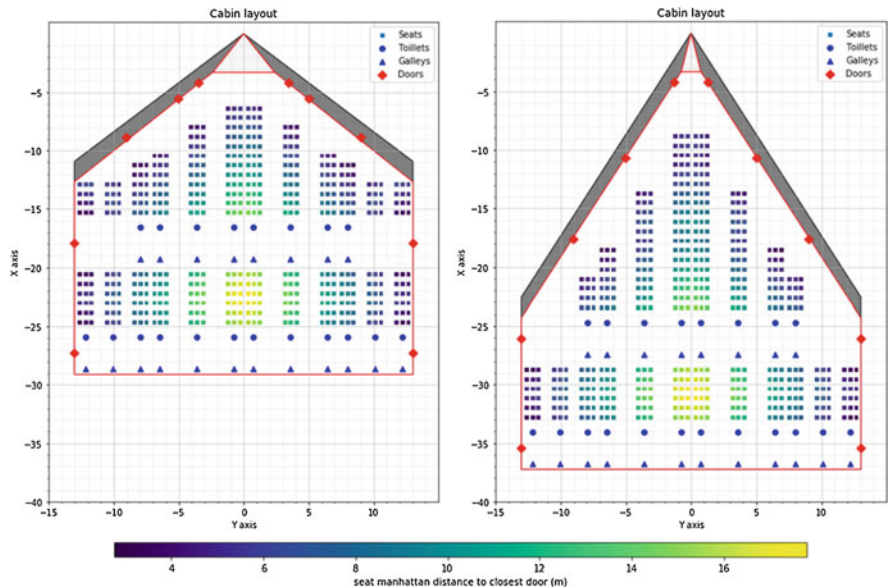 Cabin layout
Seats
Toillets
Galleys
Doors
X axis
−5
−10
−15
−20
−25
−30
−35
−40
−15
−10
−5
0
5
10
15
Y axis
Cabin layout
Seats
Toillets
Galleys
Doors
X axis
−5
−10
−15
−20
−25
−30
−35
−40
−15
−10
−5
0
5
10
15
Y axis
4
6
8
10
12
14
16
seat manhattan distance to closest door (m)